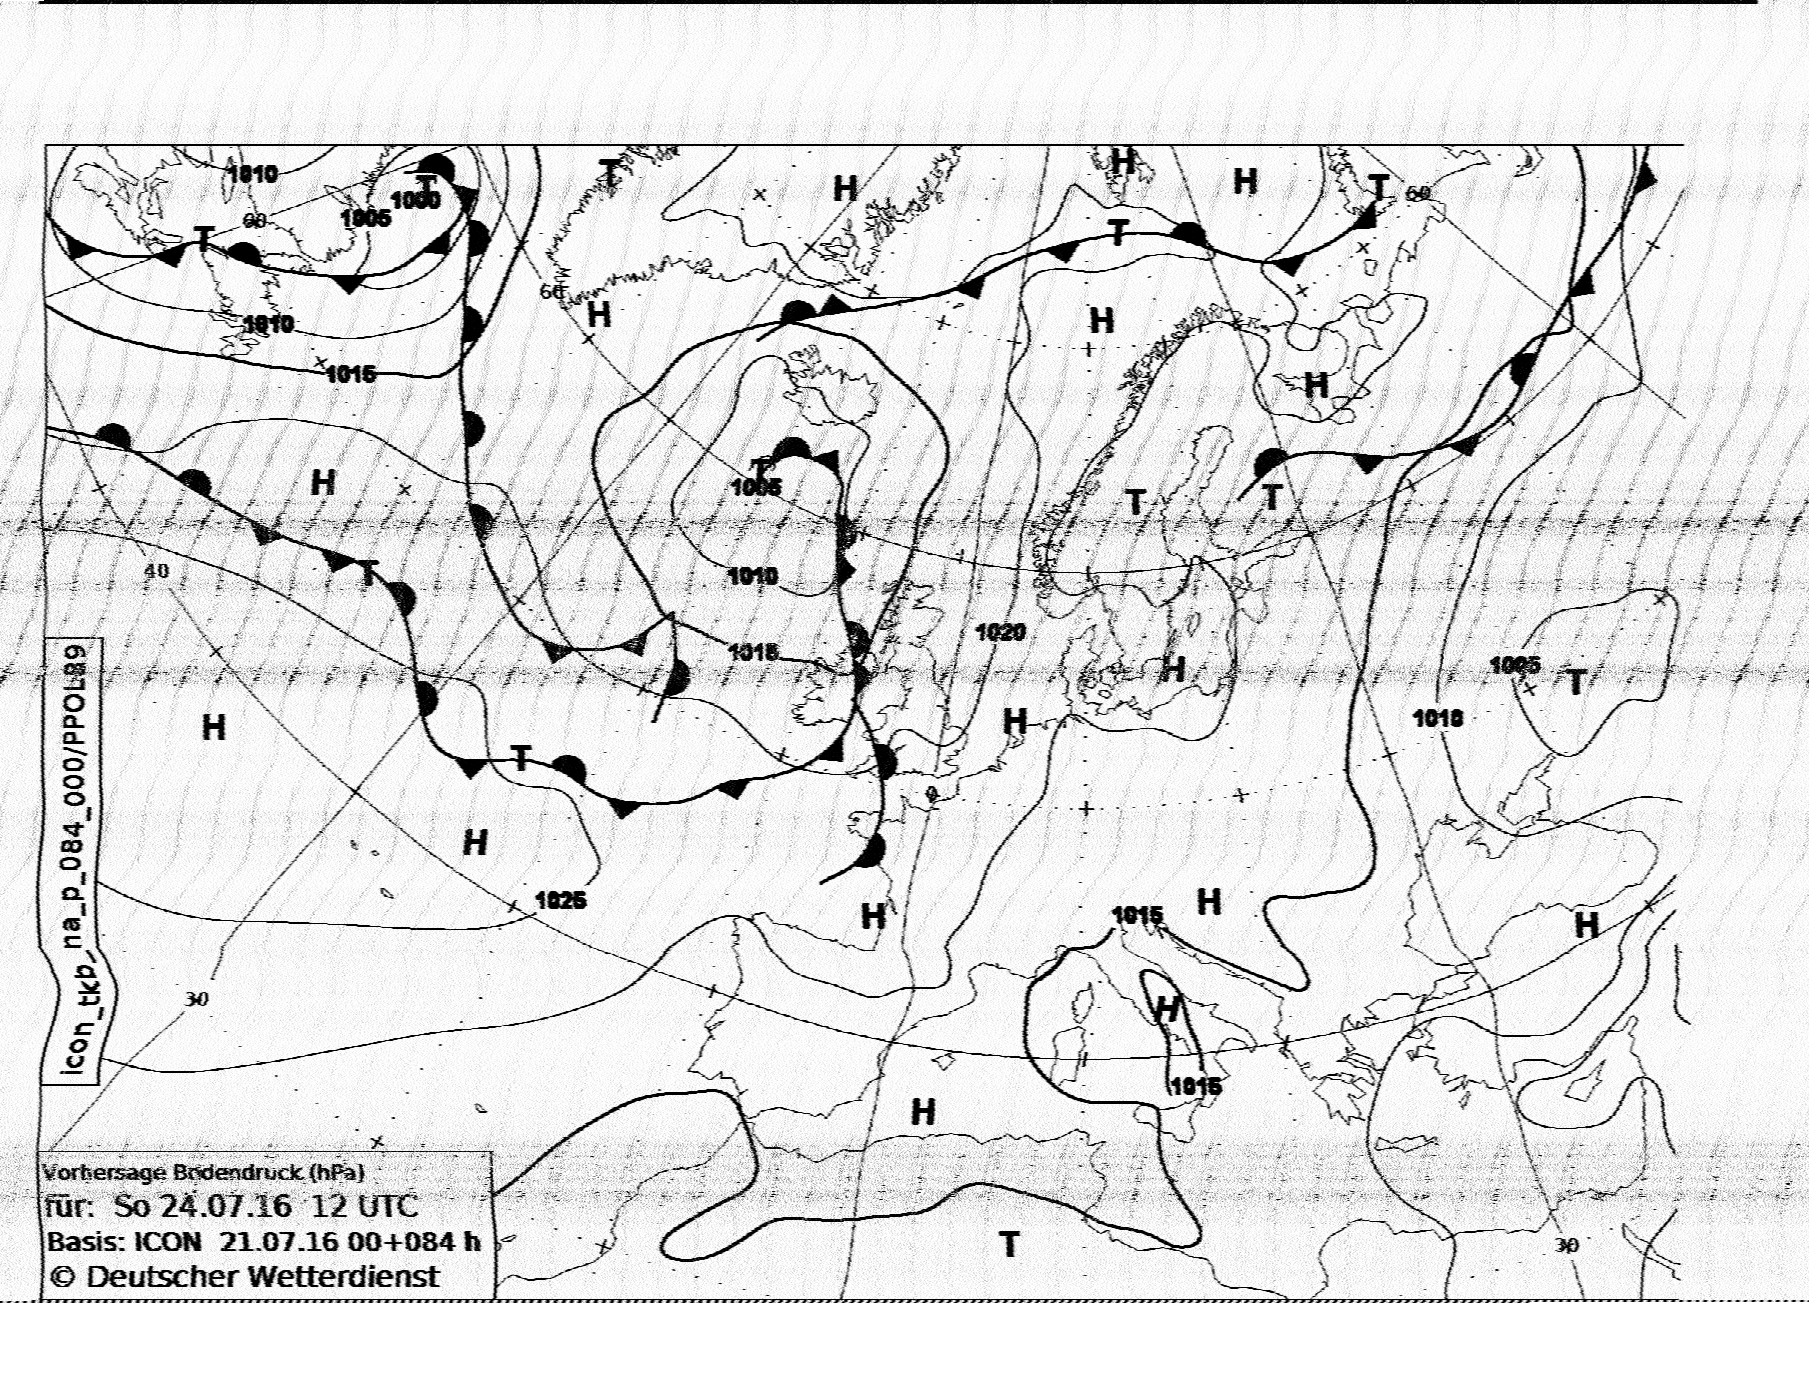 H
T
H
H
T
1010
1000
60
1005
60
T
T
60
H
H
1010
1015
H
H
T
1005
T
T
40
T
1010
1020
1015
H
1005
T
H
H
1010
T
H
1025
H
H
1015
H
30
H
1015
H
T
30
icon_tkb_na_p_084_000/PPOL89
Vorhersage Bodendruck (hPa)
für: So 24.07.16 12 UTC
Basis: ICON 21.07.16 00+084 h
© Deutscher Wetterdienst